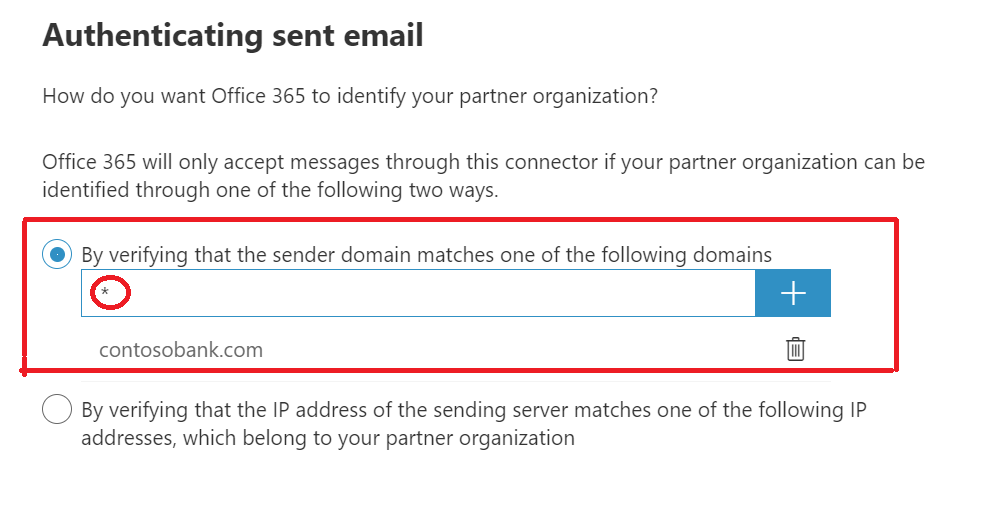 Authenticating sent email
How do you want Office 365 to identify your partner organization?
Office 365 will only accept messages through this connector if your partner organization can be
identified through one of the following two ways.
By verifying that the sender domain matches one of the following domains
*
contosobank.com
By verifying that the IP address of the sending server matches one of the following IP
addresses, which belong to your partner organization